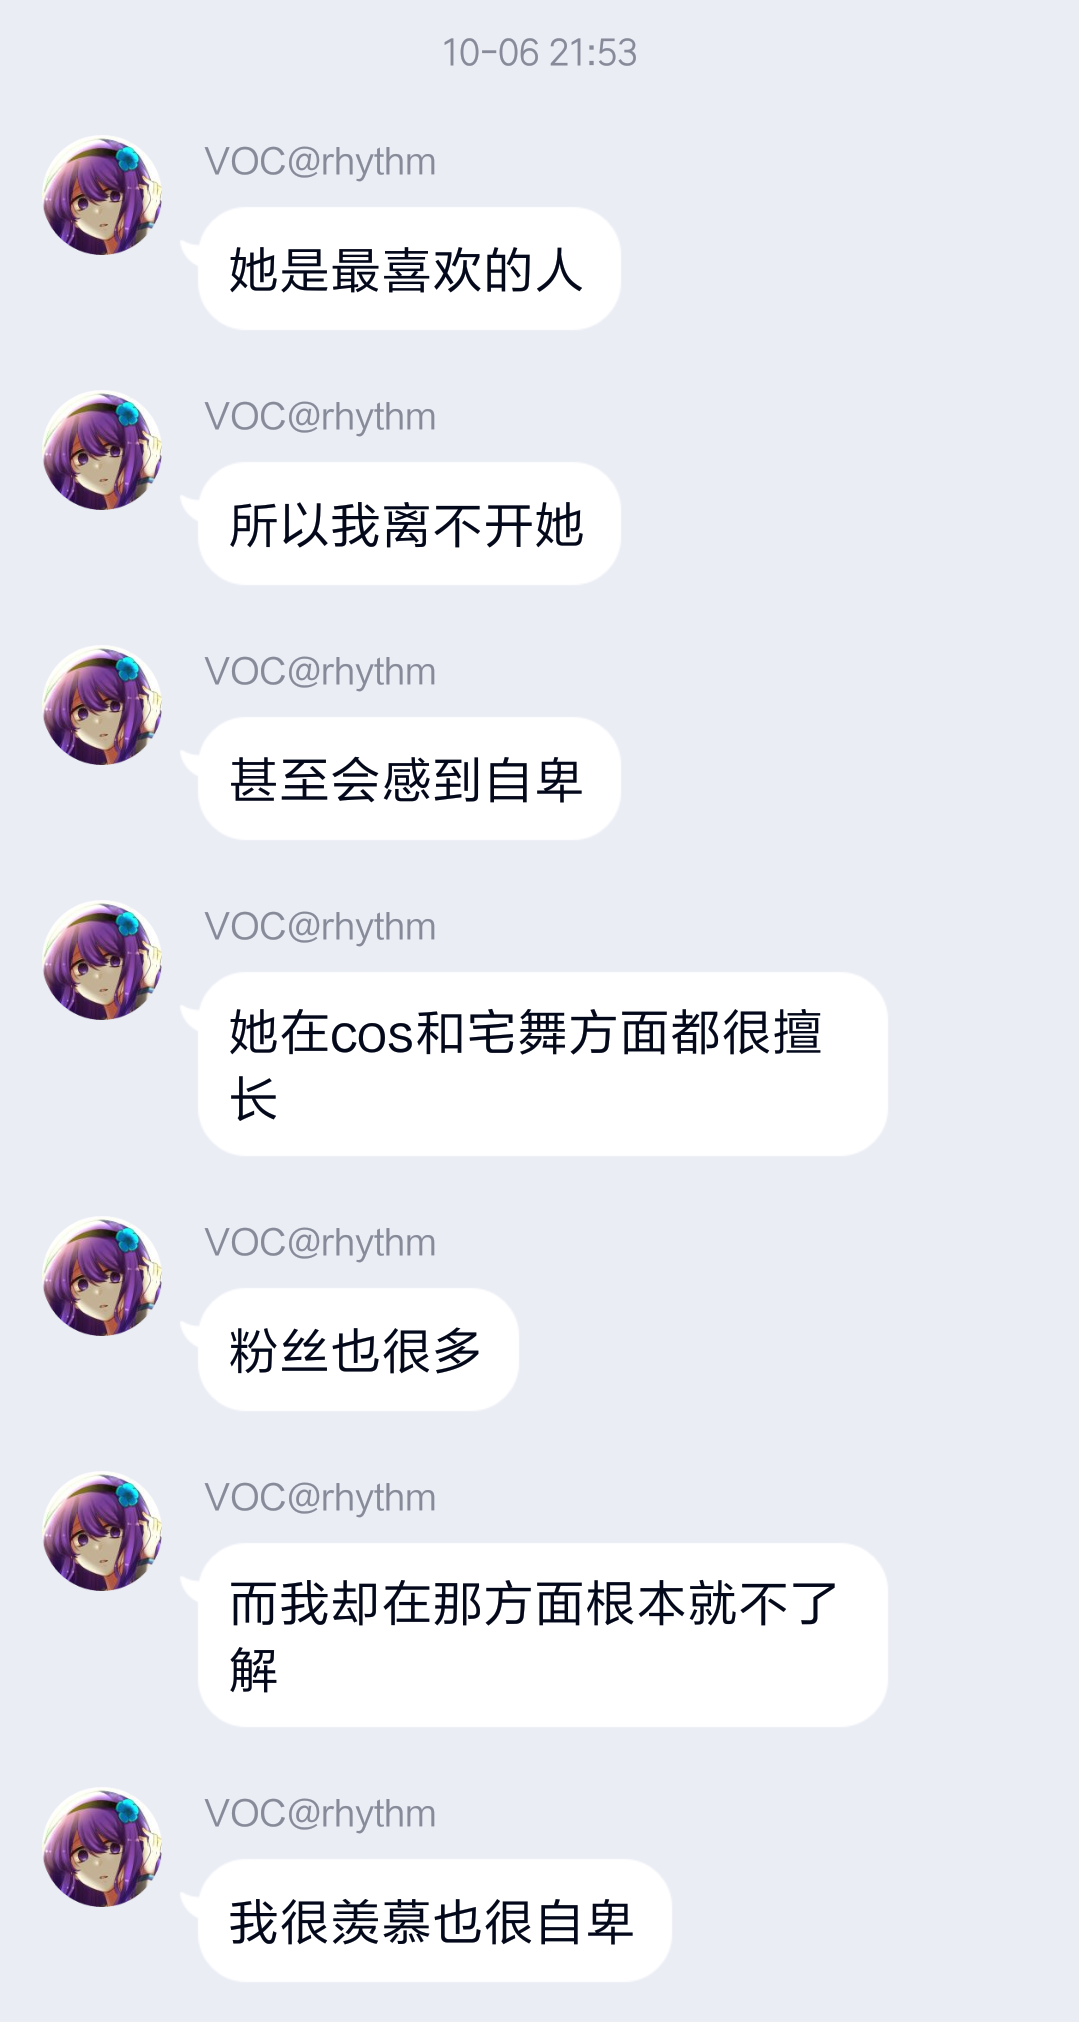 10-06 21:53
VOC@rhythm
她是最喜欢的人
VOC@rhythm
所以我离不开她
VOC@rhythm
甚至会感到自卑
VOC@rhythm
她在cos和宅舞方面都很擅
长
VOC@rhythm
粉丝也很多
VOC@rhythm
而我却在那方面根本就不了
解
VOC@rhythm
我很羡慕也很自卑